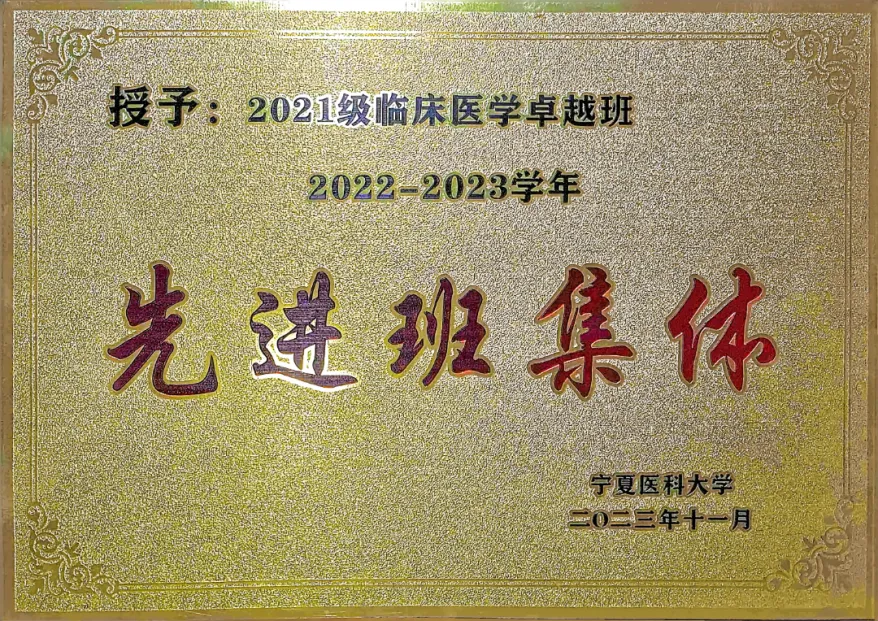 授予：2021级临床医学卓越班
2022-2023学年
先进班集体
宁夏医科大学
二〇二三年十一月